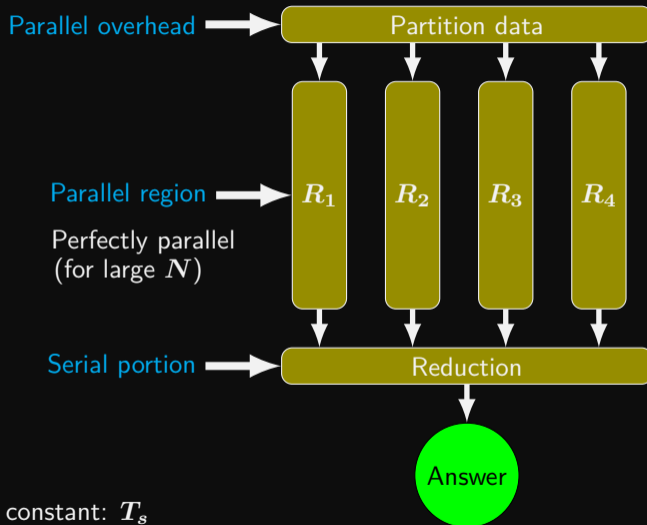 Parallel overhead
Partition data
Parallel region
R₁ R₂ R₃ R₄
Perfectly parallel
(for large N)
Serial portion
Reduction
Answer
constant: Tₛ